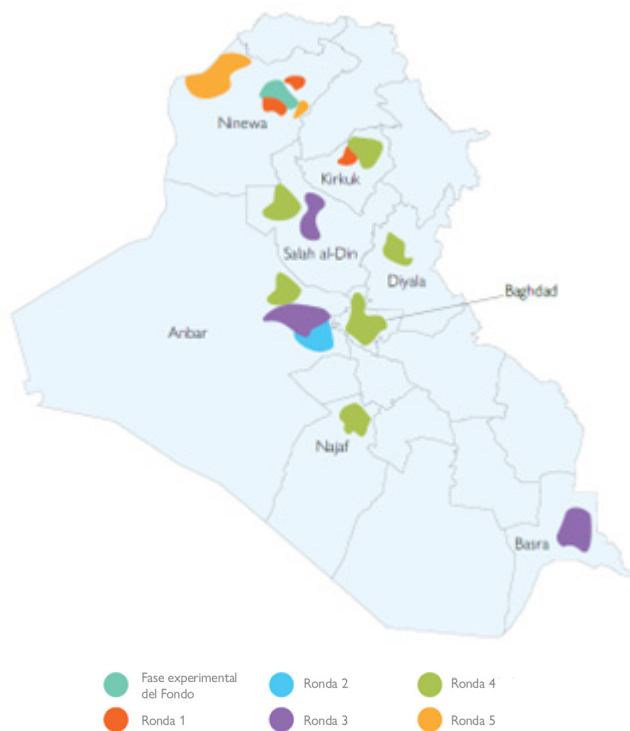 Ninewa
Kirkuk
Salah al-Din
Diyala
Baghdad
Anbar
Najaf
Basra
Fase experimental
del Fondo
Ronda 2
Ronda 4
Ronda 1
Ronda 3
Ronda 5